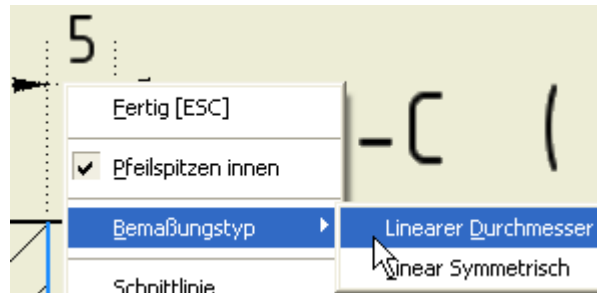 5
-C (
Fertig [ESC]
Pfeilspitzen innen
Bemaßungstyp
Linearer Durchmesser
Linear Symmetrisch
Schnittlinie